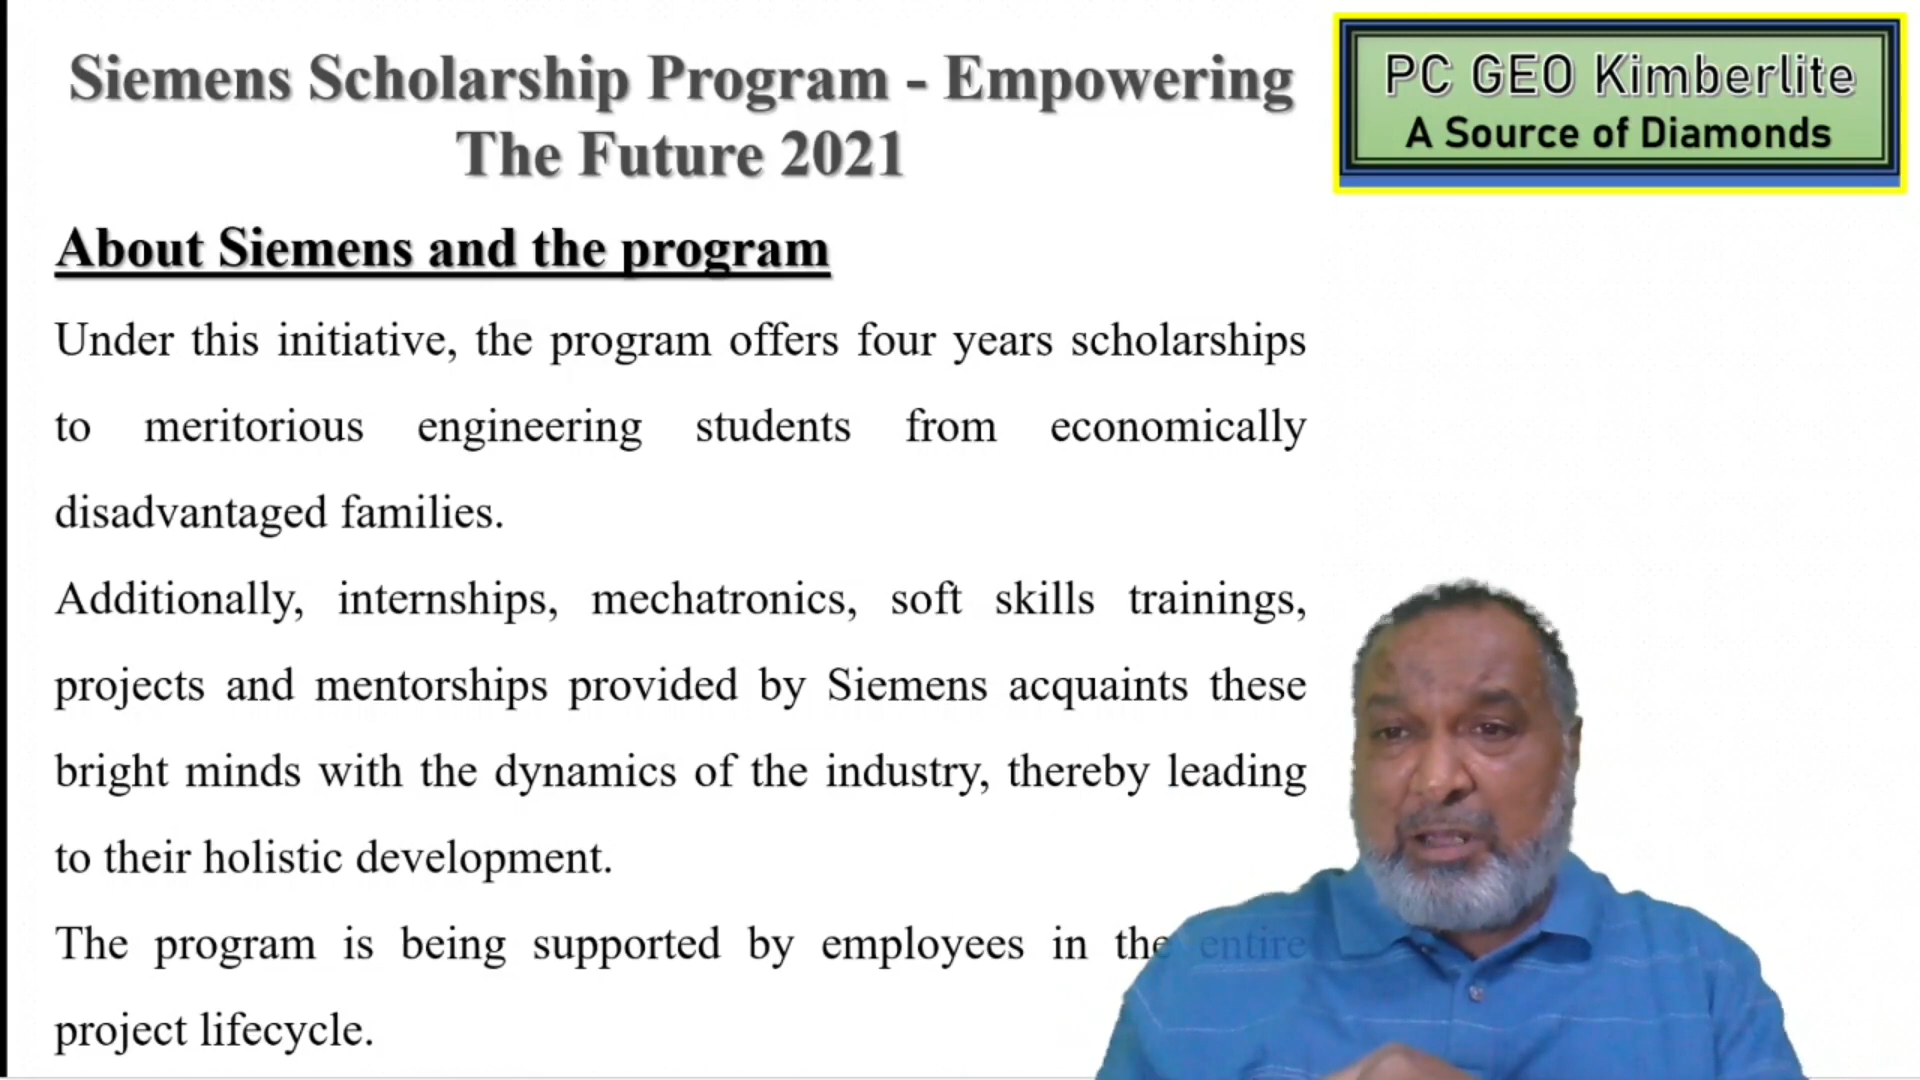 Siemens Scholarship Program - Empowering
The Future 2021
PC GEO Kimberlite
A Source of Diamonds
About Siemens and the program
Under this initiative, the program offers four years scholarships
to meritorious engineering students from economically
disadvantaged families.
Additionally, internships, mechatronics, soft skills trainings,
projects and mentorships provided by Siemens acquaints these
bright minds with the dynamics of the industry, thereby leading
to their holistic development.
The program is being supported by employees in the entire
project lifecycle.